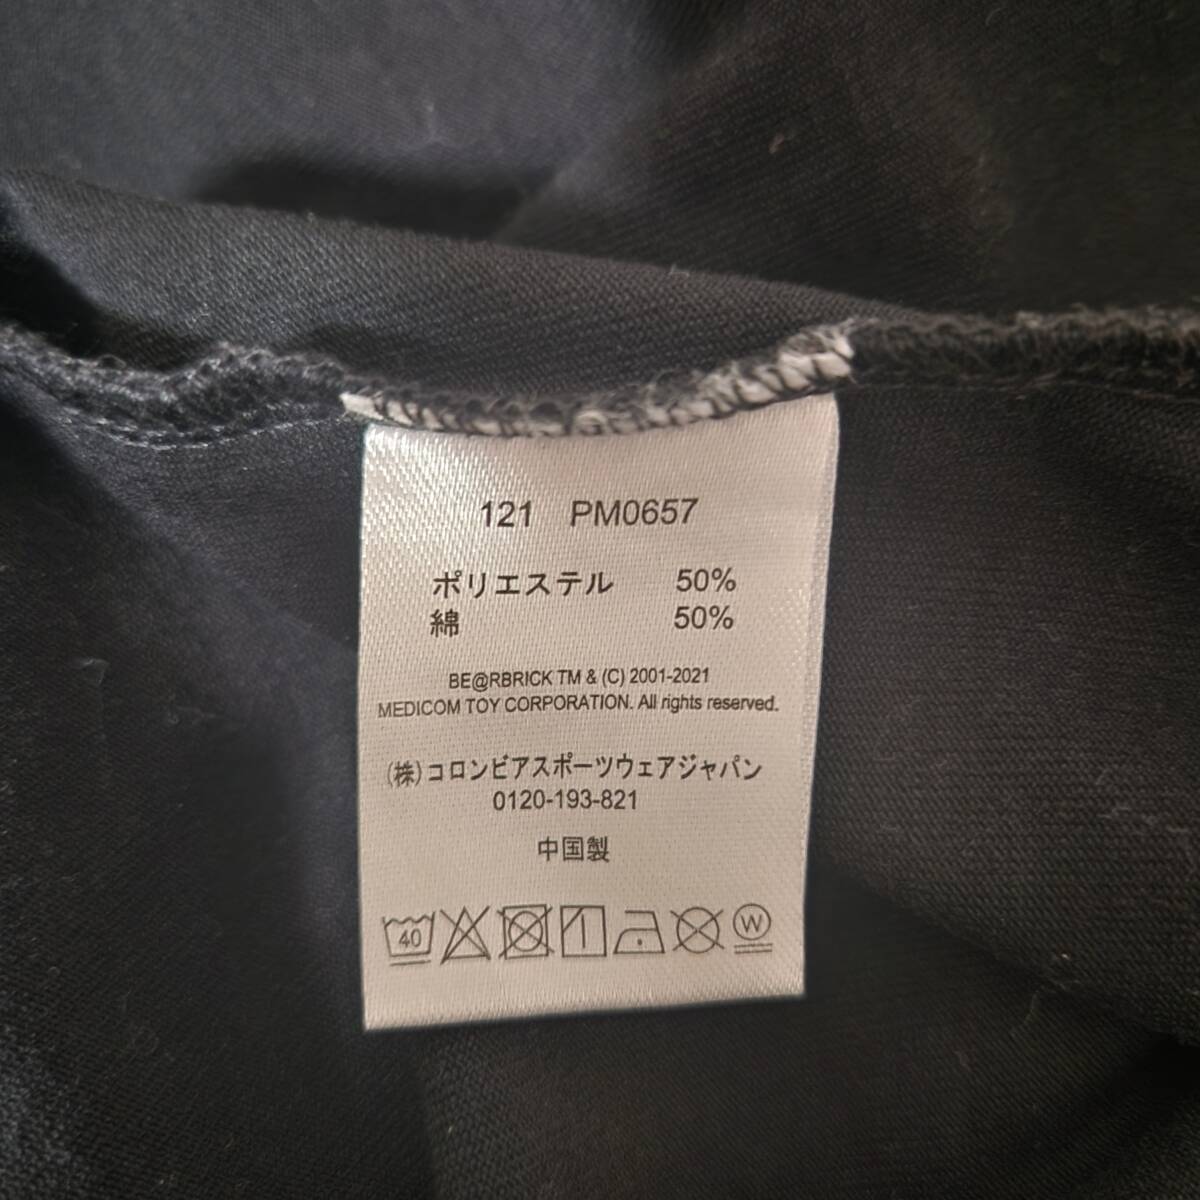 121 PM0657
ポリエステル 50%
綿 50%
BE@RBRICK TM & (C) 2001-2021
MEDICOM TOY CORPORATION. All rights reserved.
(株)コロンビアスポーツウェアジャパン
0120-193-821
中国製
40 W